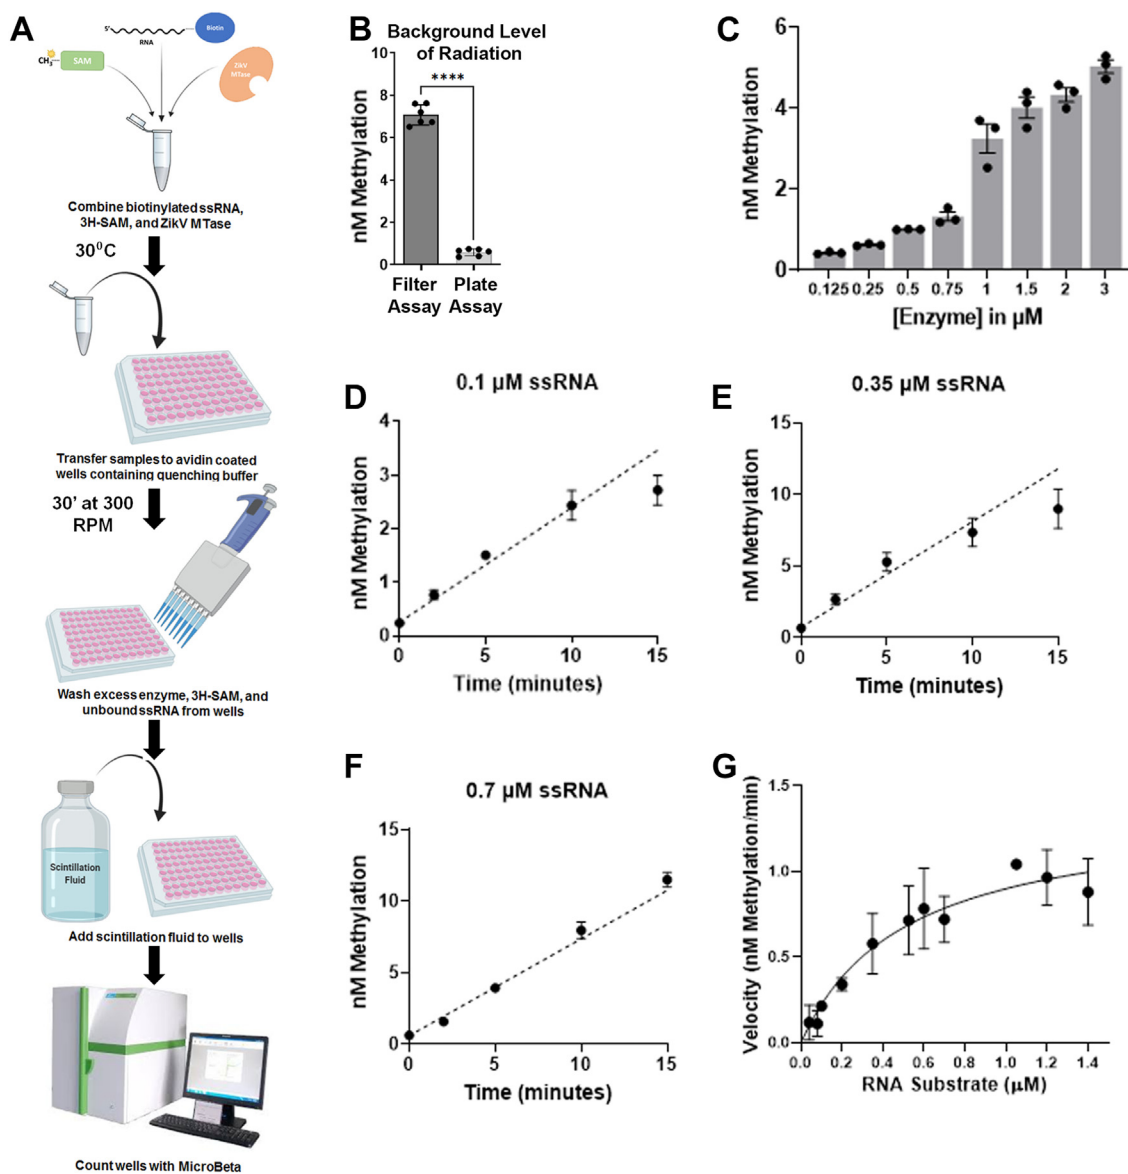 A
5'
RNA
Biotin
CH3
SAM
ZikV
MTase
Combine biotinylated ssRNA,
3H-SAM, and ZikV MTase
30⁰C
Transfer samples to avidin coated
wells containing quenching buffer
30' at 300
RPM
Wash excess enzyme, 3H-SAM, and
unbound ssRNA from wells
Scintillation
Fluid
Add scintillation fluid to wells
Count wells with MicroBeta
B
Background Level
of Radiation
nM Methylation
10
8
6
4
2
0
****
Filter
Assay
Plate
Assay
C
nM Methylation
6
4
2
0
0.125 0.25 0.5 0.75 1 1.5 2 3
[Enzyme] in µM
D
0.1 µM ssRNA
nM Methylation
4
3
2
1
0
0 5 10 15
Time (minutes)
E
0.35 µM ssRNA
nM Methylation
15
10
5
0
0 5 10 15
Time (minutes)
F
0.7 µM ssRNA
nM Methylation
15
10
5
0
0 5 10 15
Time (minutes)
G
Velocity (nM Methylation/min)
1.5
1.0
0.5
0.0
0.0 0.2 0.4 0.6 0.8 1.0 1.2 1.4
RNA Substrate (µM)